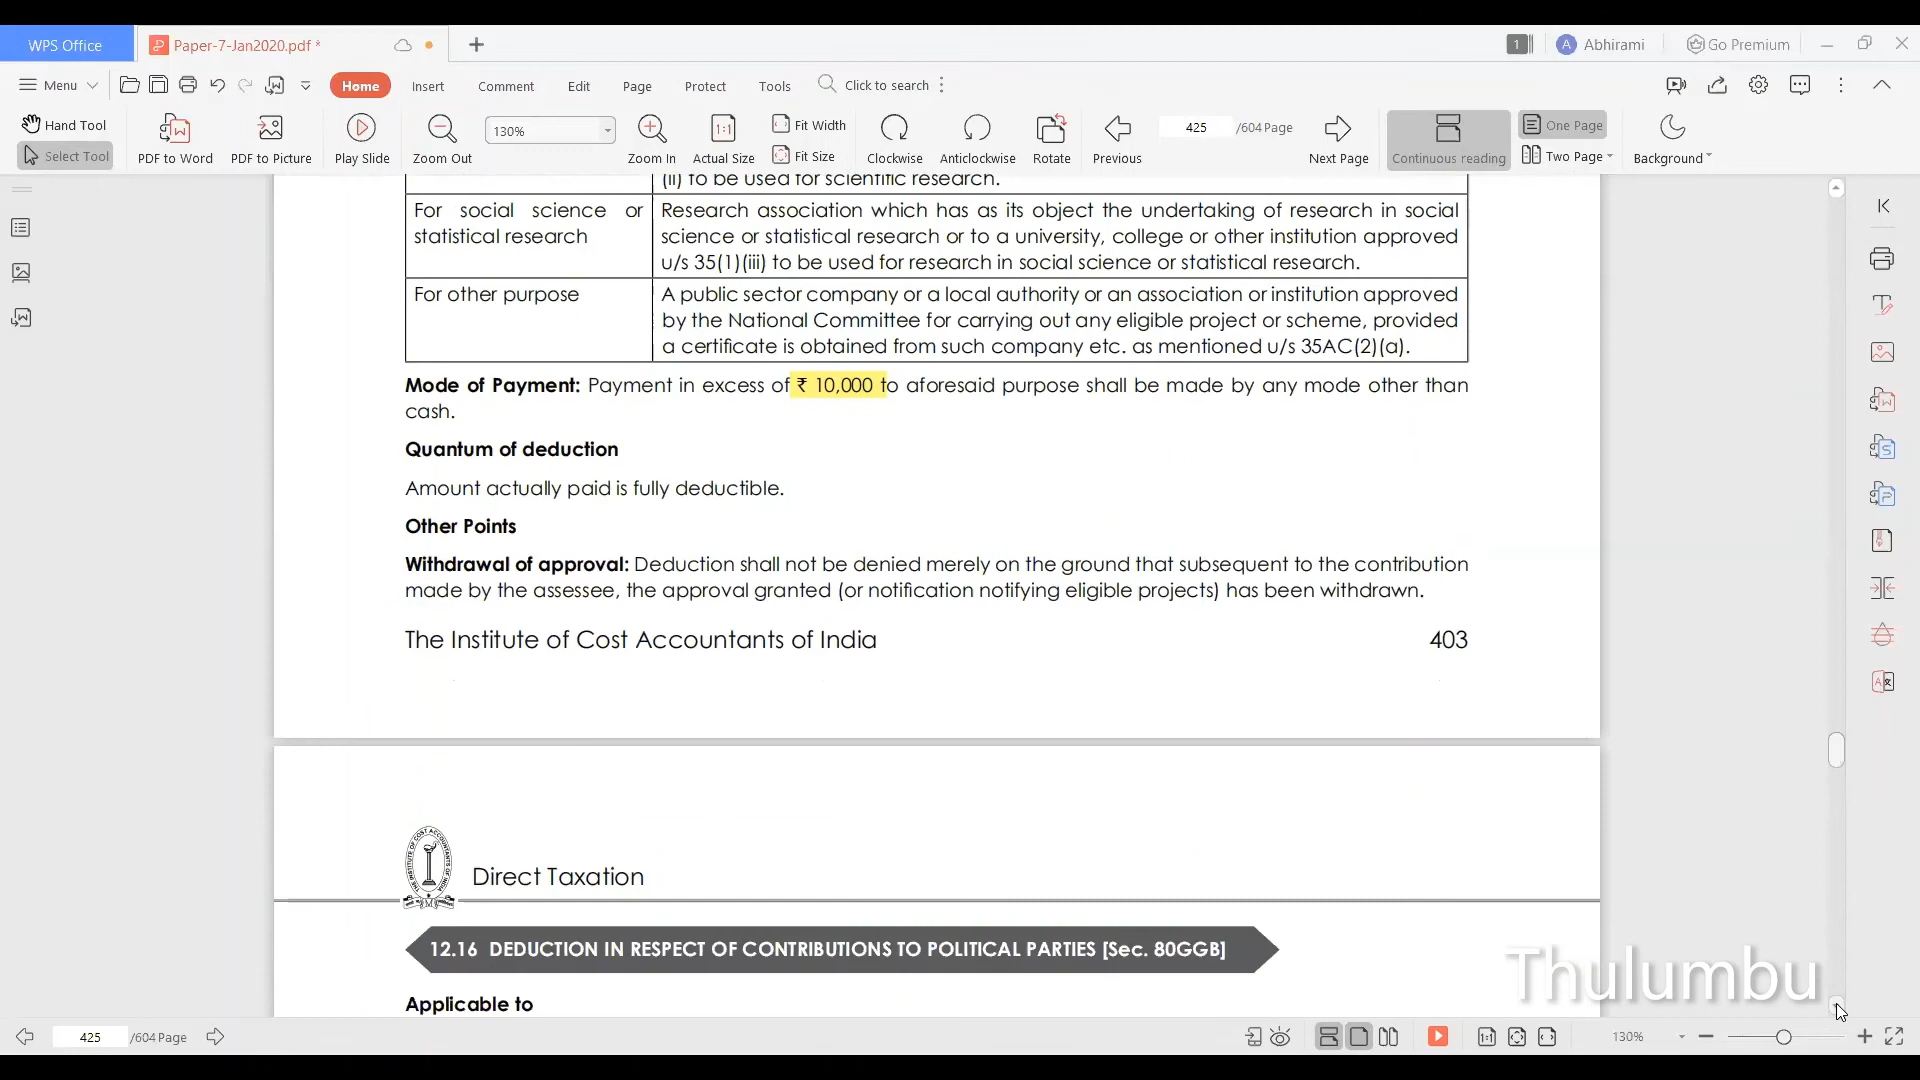 WPS Office
Paper-7-Jan2020.pdf *
1
A Abhirami
Go Premium
Menu
Home
Insert
Comment
Edit
Page
Protect
Tools
Click to search
Hand Tool
Select Tool
PDF to Word
PDF to Picture
Play Slide
Zoom Out
130%
Zoom In
1:1
Actual Size
Fit Width
Fit Size
Clockwise
Anticlockwise
Rotate
Previous
425 /604 Page
Next Page
Continuous reading
One Page
Two Page
Background
(ii) to be used for scientific research.
For social science or statistical research
Research association which has as its object the undertaking of research in social
science or statistical research or to a university, college or other institution approved
u/s 35(1)(iii) to be used for research in social science or statistical research.
For other purpose
A public sector company or a local authority or an association or institution approved
by the National Committee for carrying out any eligible project or scheme, provided
a certificate is obtained from such company etc. as mentioned u/s 35AC(2)(a).
Mode of Payment: Payment in excess of ₹ 10,000 to aforesaid purpose shall be made by any mode other than
cash.
Quantum of deduction
Amount actually paid is fully deductible.
Other Points
Withdrawal of approval: Deduction shall not be denied merely on the ground that subsequent to the contribution
made by the assessee, the approval granted (or notification notifying eligible projects) has been withdrawn.
The Institute of Cost Accountants of India 403
Direct Taxation
12.16 DEDUCTION IN RESPECT OF CONTRIBUTIONS TO POLITICAL PARTIES [Sec. 80GGB]
Applicable to
Thulumbu
425 /604 Page
130%